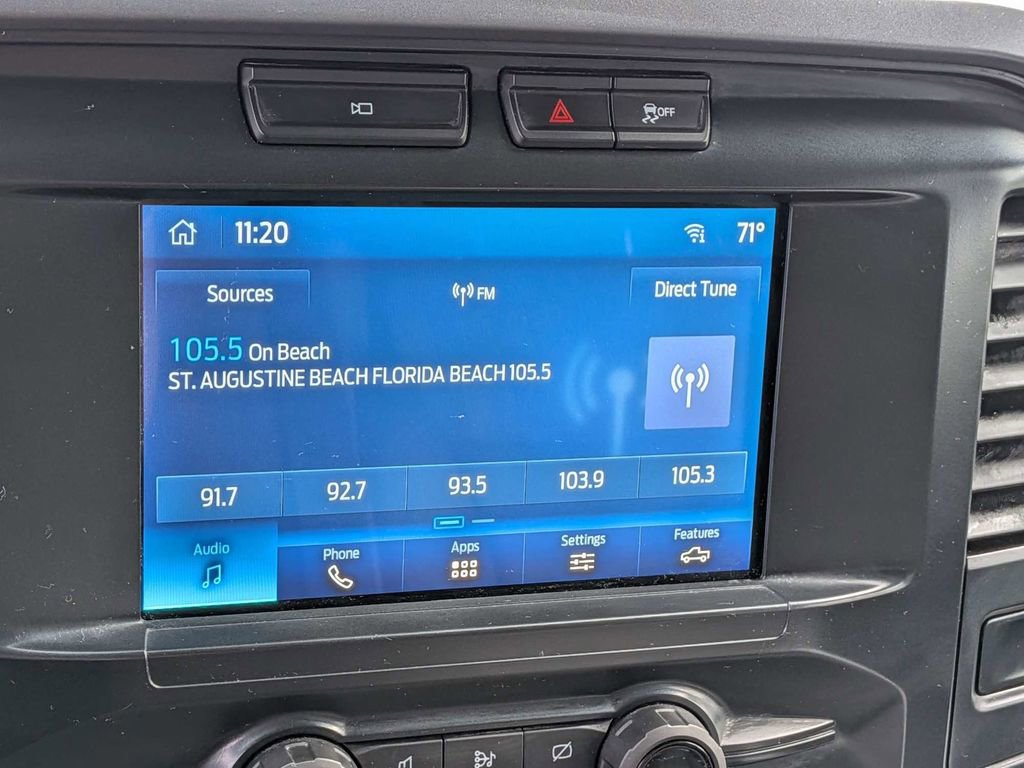 OFF
11:20 71°
Sources FM Direct Tune
105.5 On Beach
ST. AUGUSTINE BEACH FLORIDA BEACH 105.5
91.7 92.7 93.5 103.9 105.3
Audio Phone Apps Settings Features